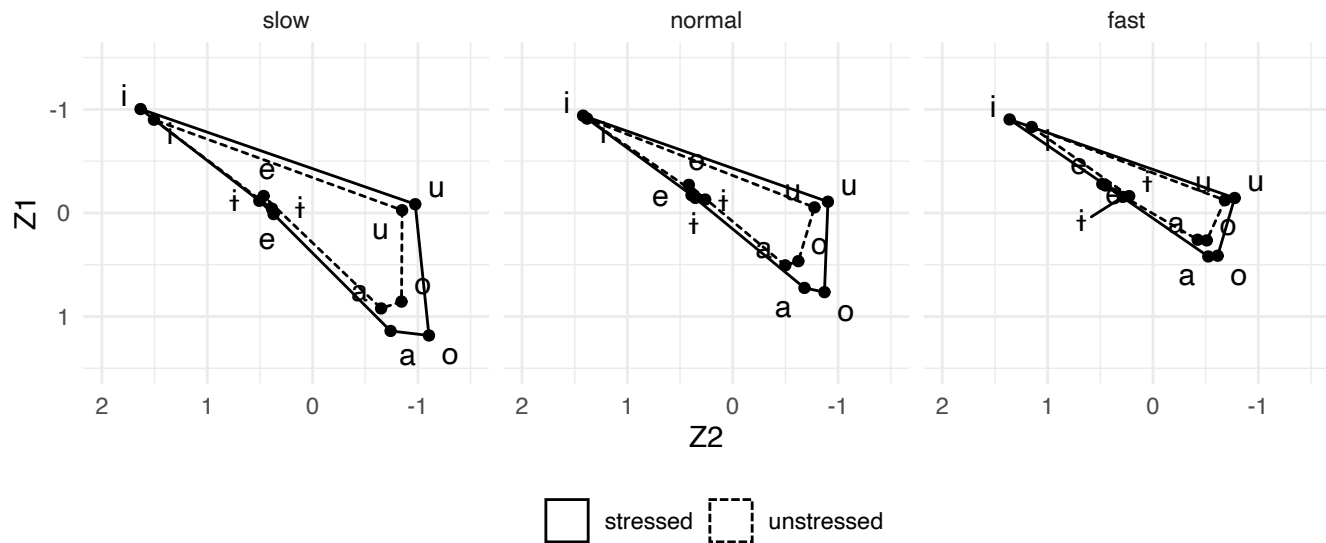 slow normal fast
Z1
-1
0
1
i i e ɨ ɨ e u u a o a o
i i e e ɨ ɨ u u a o a o
i i e e ɨ ɨ u u a o a o
2 1 0 -1 2 1 0 -1 2 1 0 -1
Z2
stressed unstressed